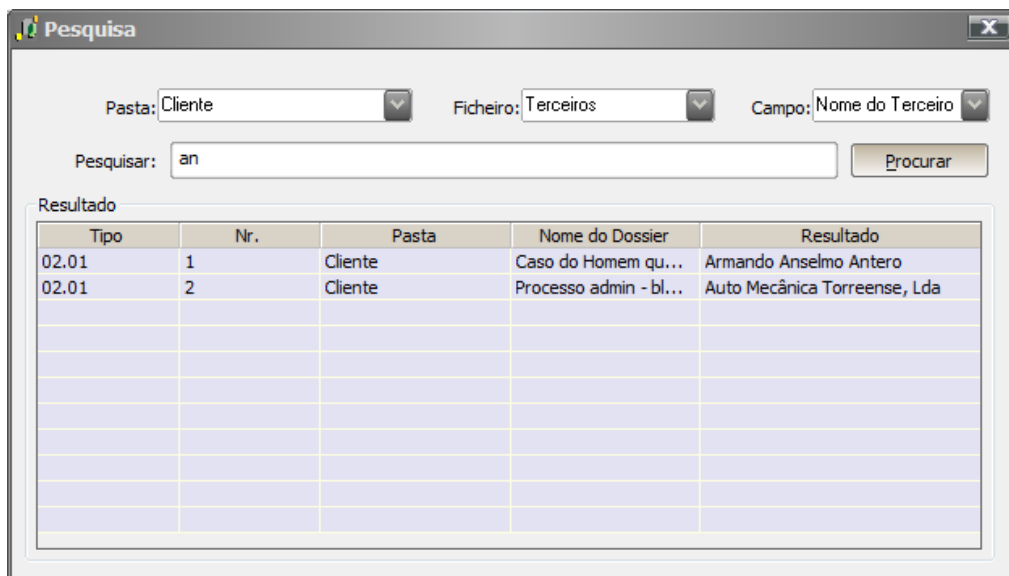 Pesquisa
Pasta: Cliente Ficheiro: Terceiros Campo: Nome do Terceiro
Pesquisar: an Procurar
Resultado
Tipo Nr. Pasta Nome do Dossier Resultado
02.01 1 Cliente Caso do Homem qu... Armando Anselmo Antero
02.01 2 Cliente Processo admin - bl... Auto Mecânica Torreense, Lda